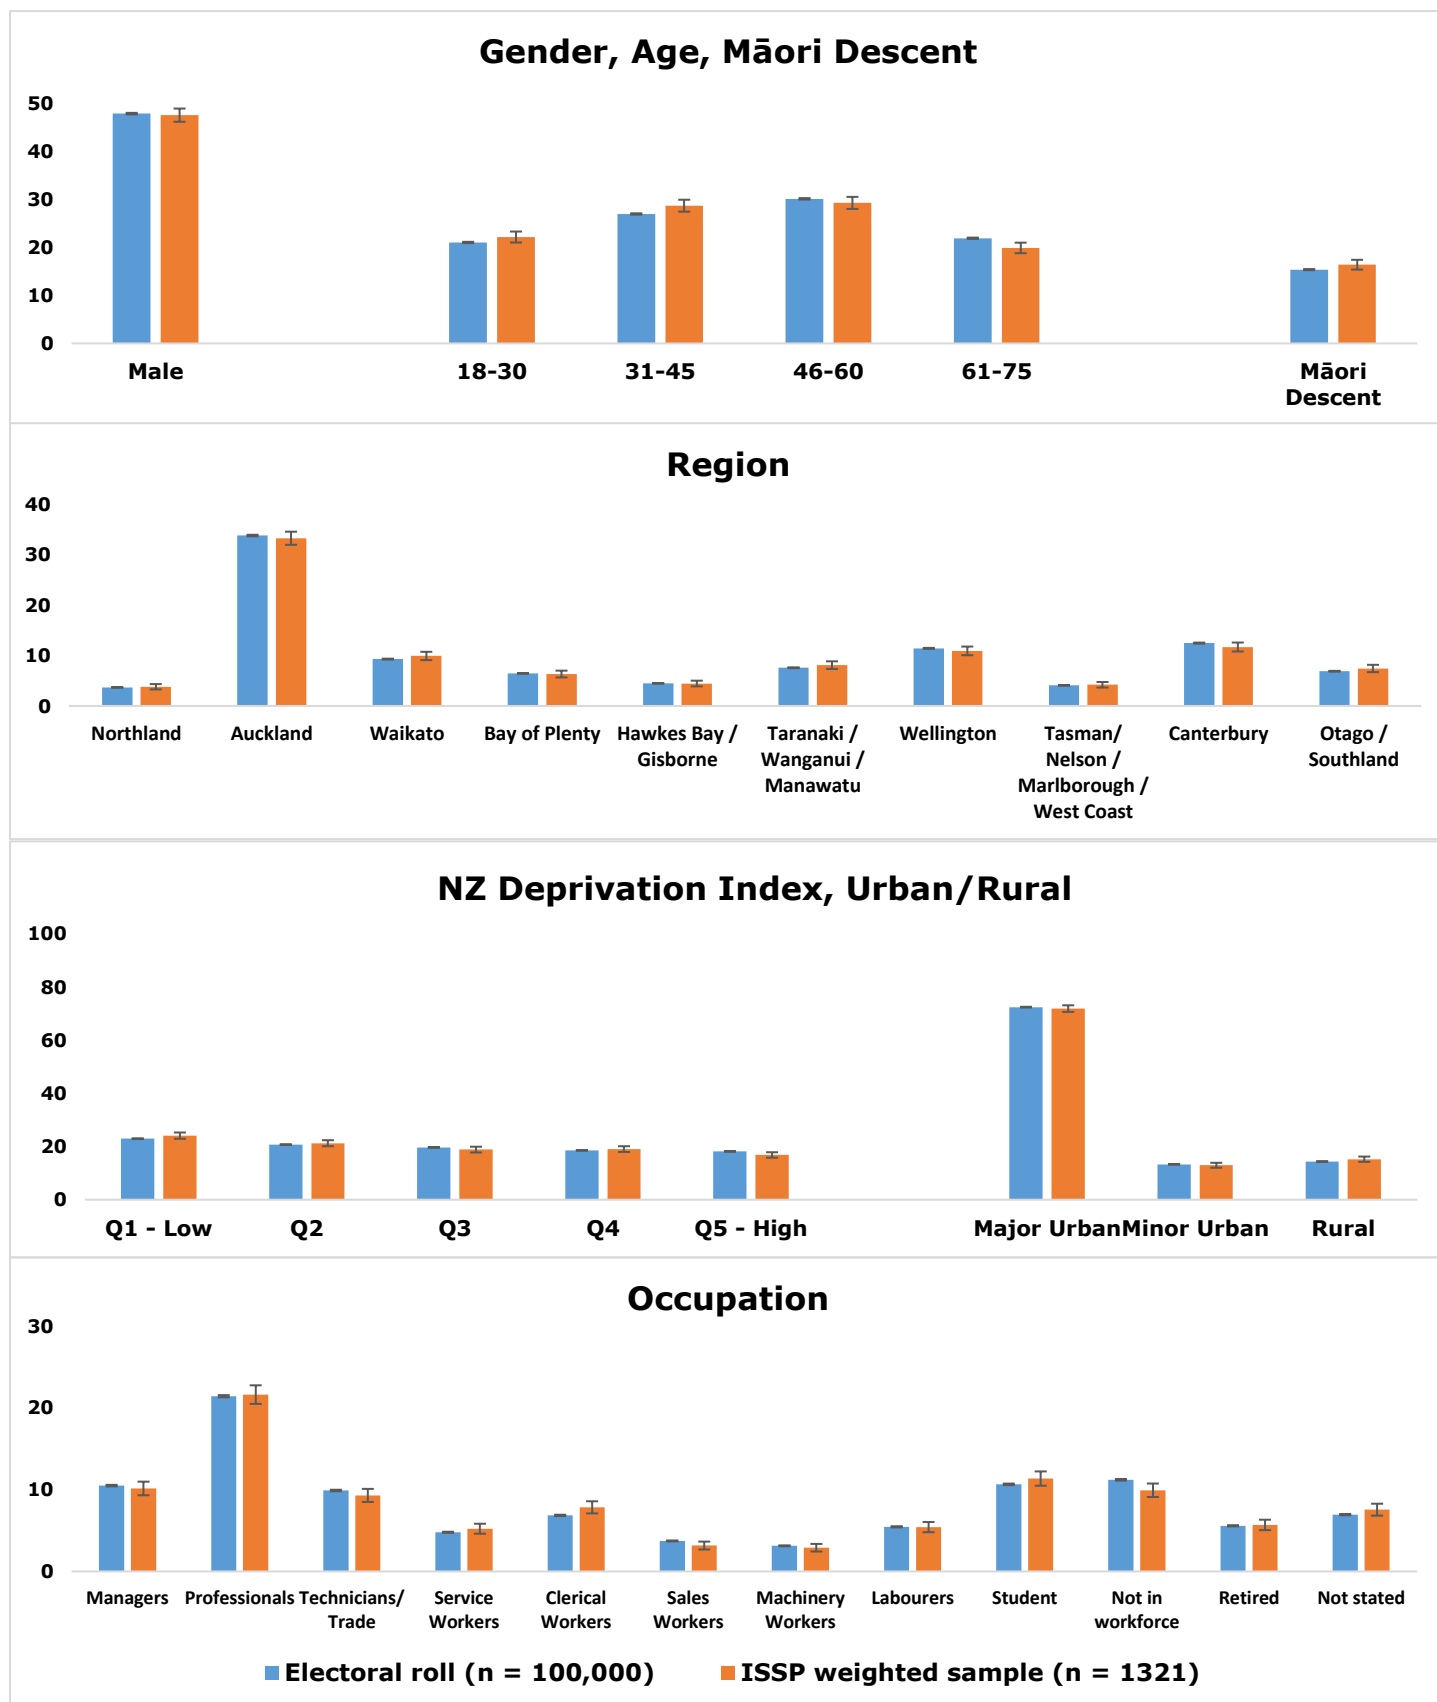 Gender, Age, Māori Descent
50
40
30
20
10
0
Male
18-30
31-45
46-60
61-75
Māori
Descent
Region
40
30
20
10
0
Northland
Auckland
Waikato
Bay of Plenty
Hawkes Bay /
Gisborne
Taranaki /
Wanganui /
Manawatu
Wellington
Tasman/
Nelson /
Marlborough /
West Coast
Canterbury
Otago /
Southland
NZ Deprivation Index, Urban/Rural
100
80
60
40
20
0
Q1 - Low
Q2
Q3
Q4
Q5 - High
Major Urban
Minor Urban
Rural
Occupation
30
20
10
0
Managers
Professionals
Technicians/
Trade
Service
Workers
Clerical
Workers
Sales
Workers
Machinery
Workers
Labourers
Student
Not in
workforce
Retired
Not stated
Electoral roll (n = 100,000)
ISSP weighted sample (n = 1321)